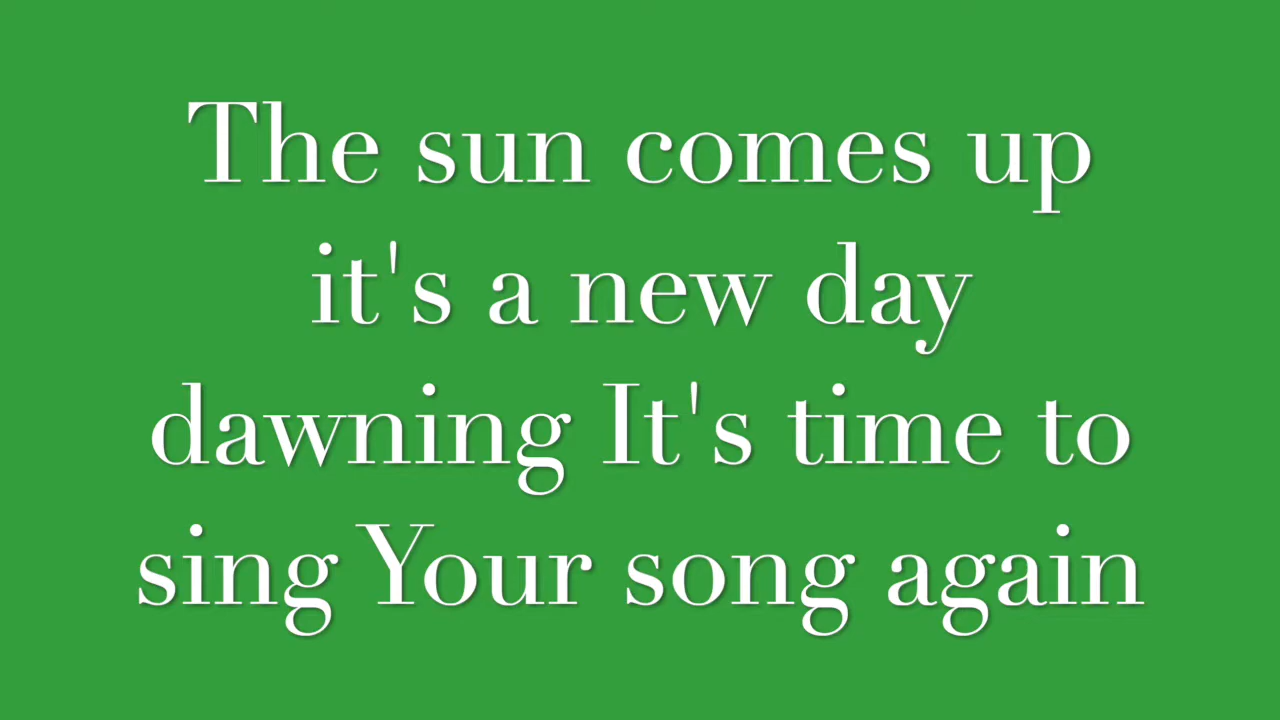 The sun comes up
it's a new day
dawning It's time to
sing Your song again